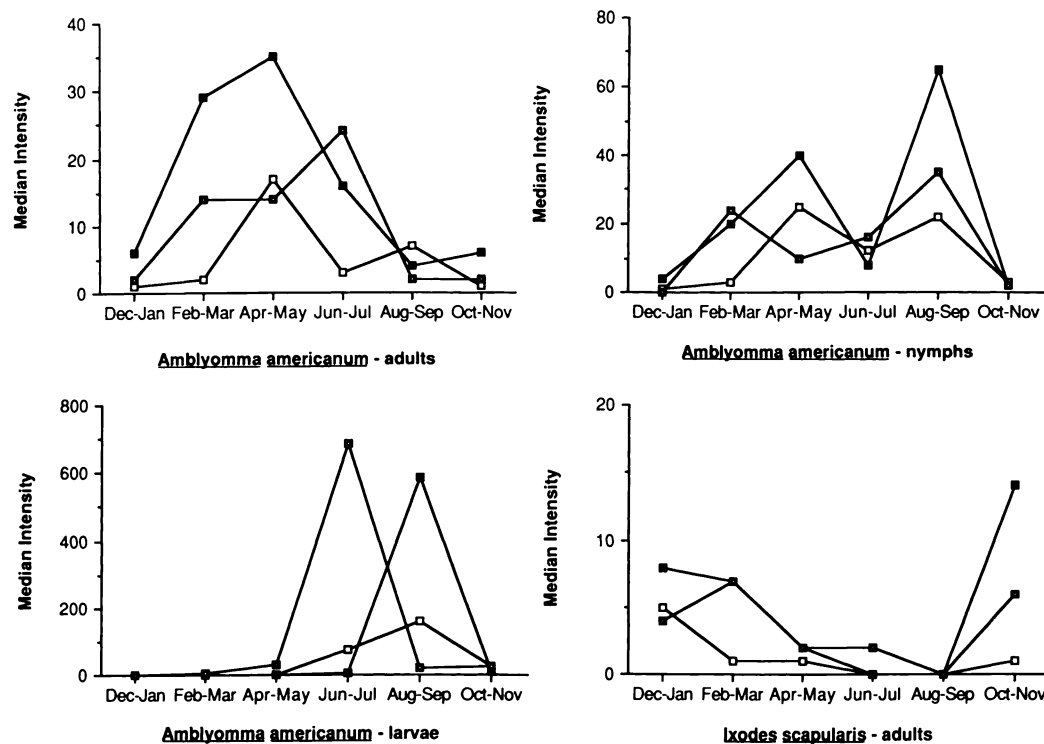 40
30
20
10
0
Median Intensity
Dec-Jan Feb-Mar Apr-May Jun-Jul Aug-Sep Oct-Nov
Amblyomma americanum - adults
80
60
40
20
0
Median Intensity
Dec-Jan Feb-Mar Apr-May Jun-Jul Aug-Sep Oct-Nov
Amblyomma americanum - nymphs
800
600
400
200
0
Median Intensity
Dec-Jan Feb-Mar Apr-May Jun-Jul Aug-Sep Oct-Nov
Amblyomma americanum - larvae
20
10
0
Median Intensity
Dec-Jan Feb-Mar Apr-May Jun-Jul Aug-Sep Oct-Nov
Ixodes scapularis - adults